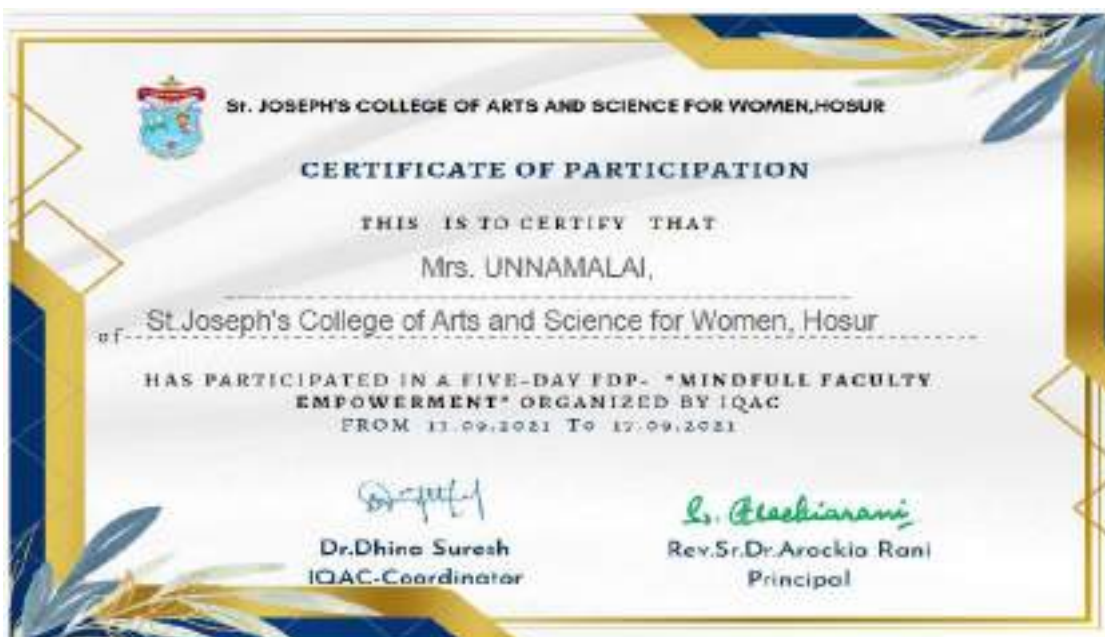 St. JOSEPH'S COLLEGE OF ARTS AND SCIENCE FOR WOMEN,HOSUR
CERTIFICATE OF PARTICIPATION
THIS IS TO CERTIFY THAT
Mrs. UNNAMALAI,
of St.Joseph's College of Arts and Science for Women, Hosur
HAS PARTICIPATED IN A FIVE-DAY FDP- "MINDFULL FACULTY
EMPOWERMENT" ORGANIZED BY IQAC
FROM 13.09.2021 To 17.09.2021
Dr.Dhina Suresh
IQAC-Coordinator
Rev.Sr.Dr.Arockia Rani
Principal